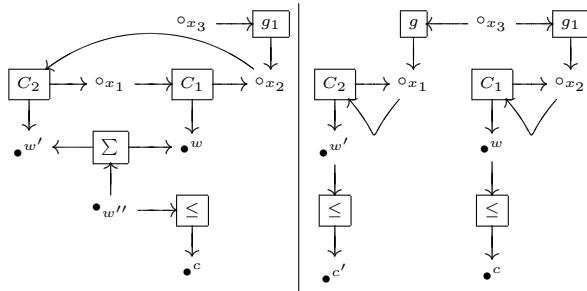 x₃ g₁ g x₃ g₁
C₂ x₁ C₁ x₂ C₂ x₁ C₁ x₂
w′ Σ w w′ w
w″ ≤ ≤ ≤
c c′ c